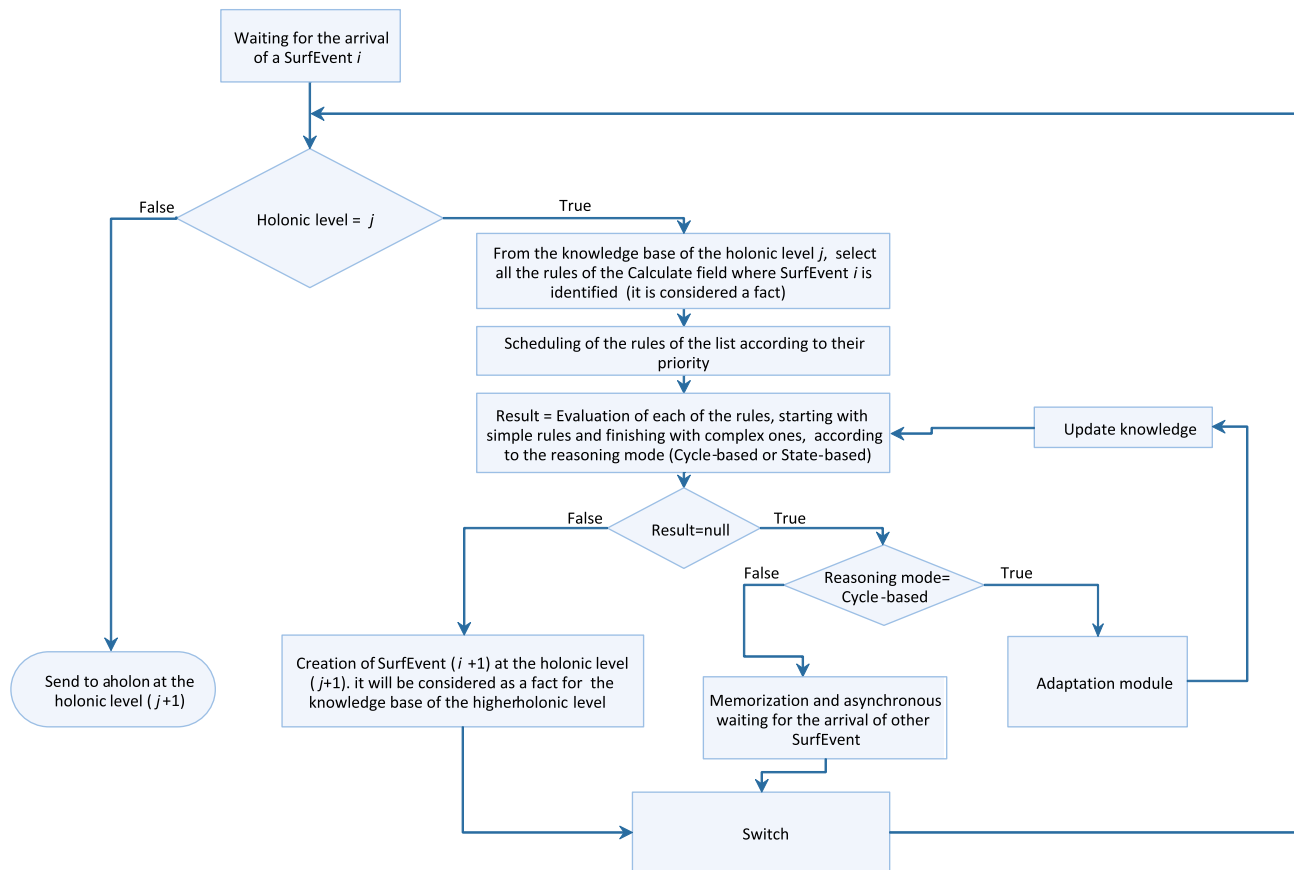 Waiting for the arrival
of a SurfEvent i
Holonic level = j
False
True
From the knowledge base of the holonic level j, select
all the rules of the Calculate field where SurfEvent i is
identified (it is considered a fact)
Scheduling of the rules of the list according to their
priority
Result = Evaluation of each of the rules, starting with
simple rules and finishing with complex ones, according
to the reasoning mode (Cycle-based or State-based)
Update knowledge
Result=null
False
True
Reasoning mode=
Cycle-based
False
True
Send to aholon at the
holonic level (j+1)
Creation of SurfEvent (i +1) at the holonic level
(j+1). it will be considered as a fact for the
knowledge base of the higherholonic level
Memorization and asynchronous
waiting for the arrival of other
SurfEvent
Adaptation module
Switch